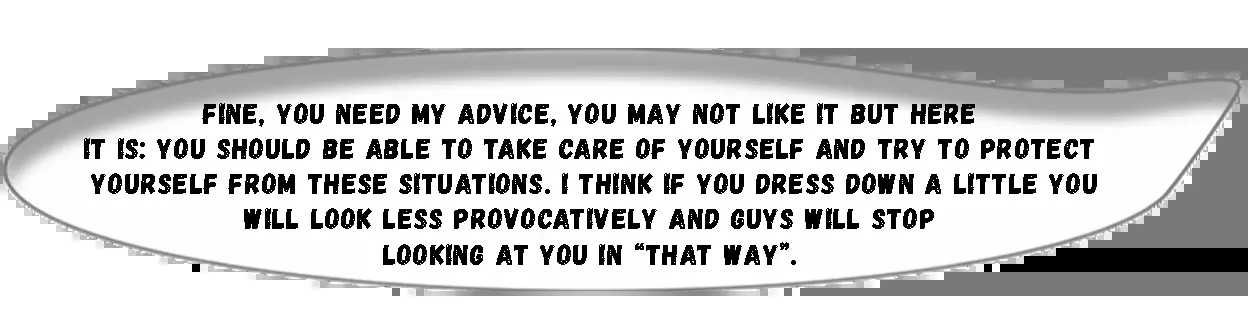 FINE, YOU NEED MY ADVICE, YOU MAY NOT LIKE IT BUT HERE
IT IS: YOU SHOULD BE ABLE TO TAKE CARE OF YOURSELF AND TRY TO PROTECT
YOURSELF FROM THESE SITUATIONS. I THINK IF YOU DRESS DOWN A LITTLE YOU
WILL LOOK LESS PROVOCATIVELY AND GUYS WILL STOP
LOOKING AT YOU IN “THAT WAY”.